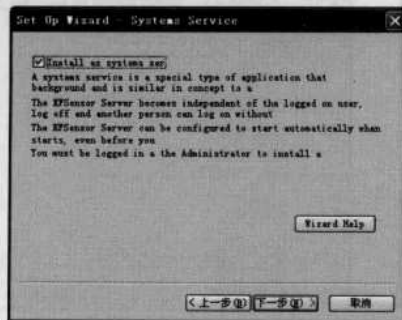 Set Up Wizard - Systems Service
Install as systems ser
A systems service is a special type of application that
background and is similar in concept to a
The XPSensor Server becomes independent of the logged on user,
log off and another person can log on without
The XPSensor Server can be configured to start automatically when
starts, even before you
You must be logged in a the Administrator to install a
Wizard Help
< 上一步(B) 下一步(N) > 取消